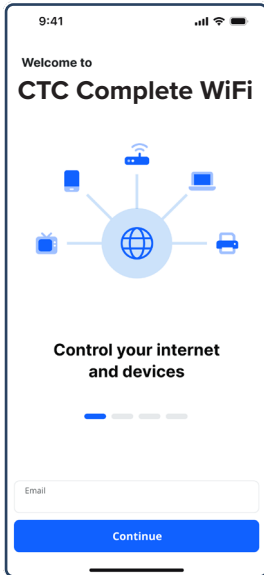 9:41
Welcome to
CTC Complete WiFi
Control your internet
and devices
Email
Continue